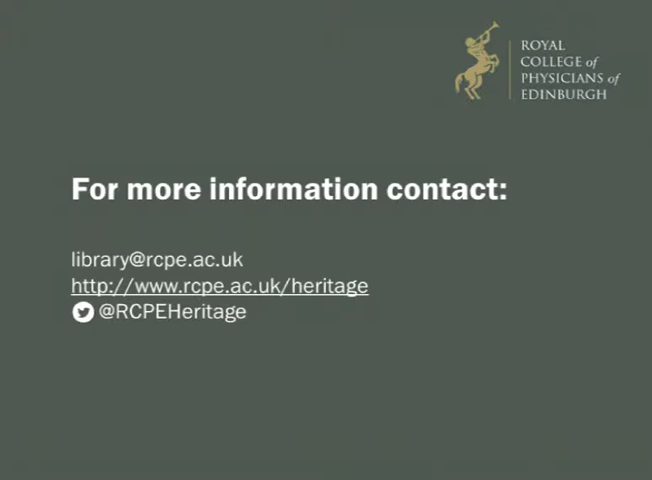 ROYAL
COLLEGE of
PHYSICIANS of
EDINBURGH
For more information contact:
library@rcpe.ac.uk
http://www.rcpe.ac.uk/heritage
@RCPEHeritage